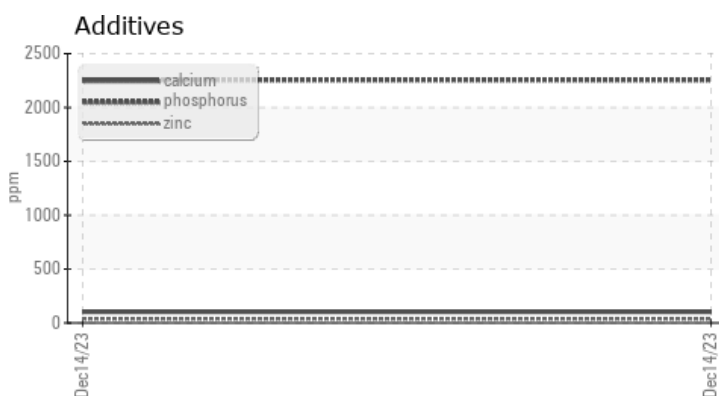 Additives
2500
2000
1500
1000
500
0
ppm
calcium
phosphorus
zinc
Dec14/23
Dec14/23